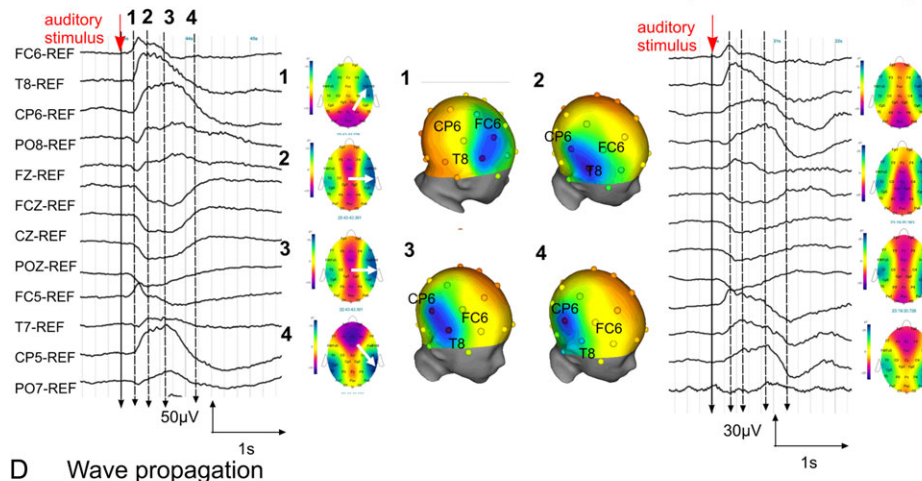 auditory
stimulus
1 2 3 4
auditory
stimulus
FC6-REF
T8-REF
CP6-REF
PO8-REF
FZ-REF
FCZ-REF
CZ-REF
POZ-REF
FC5-REF
T7-REF
CP5-REF
PO7-REF
1
2
3
4
1
CP6 FC6
T8
2
CP6
FC6
T8
3
CP6
FC6
T8
4
CP6
FC6
T8
50µV
1s
30µV
1s
D Wave propagation